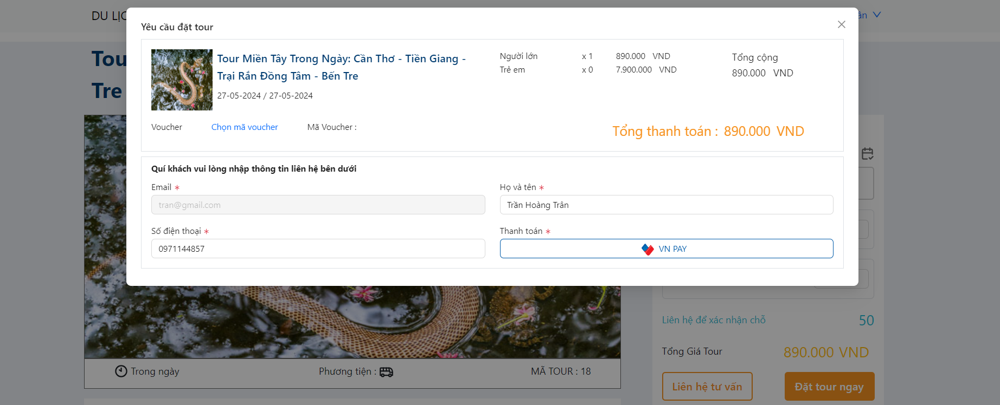 DU LỊC
ân
Tou
Tre
Yêu cầu đặt tour
Tour Miền Tây Trong Ngày: Cần Thơ - Tiền Giang -
Trại Rắn Đồng Tâm - Bến Tre
27-05-2024 / 27-05-2024
Người lớn x 1 890.000 VND
Trẻ em x 0 7.900.000 VND
Tổng cộng
890.000 VND
Voucher Chọn mã voucher Mã Voucher :
Tổng thanh toán : 890.000 VND
Quí khách vui lòng nhập thông tin liên hệ bên dưới
Email *
tran@gmail.com
Họ và tên *
Trần Hoàng Trân
Số điện thoại *
0971144857
Thanh toán *
VN PAY
Trong ngày Phương tiện : MÃ TOUR : 18
Liên hệ để xác nhận chỗ 50
Tổng Giá Tour 890.000 VND
Liên hệ tư vấn Đặt tour ngay